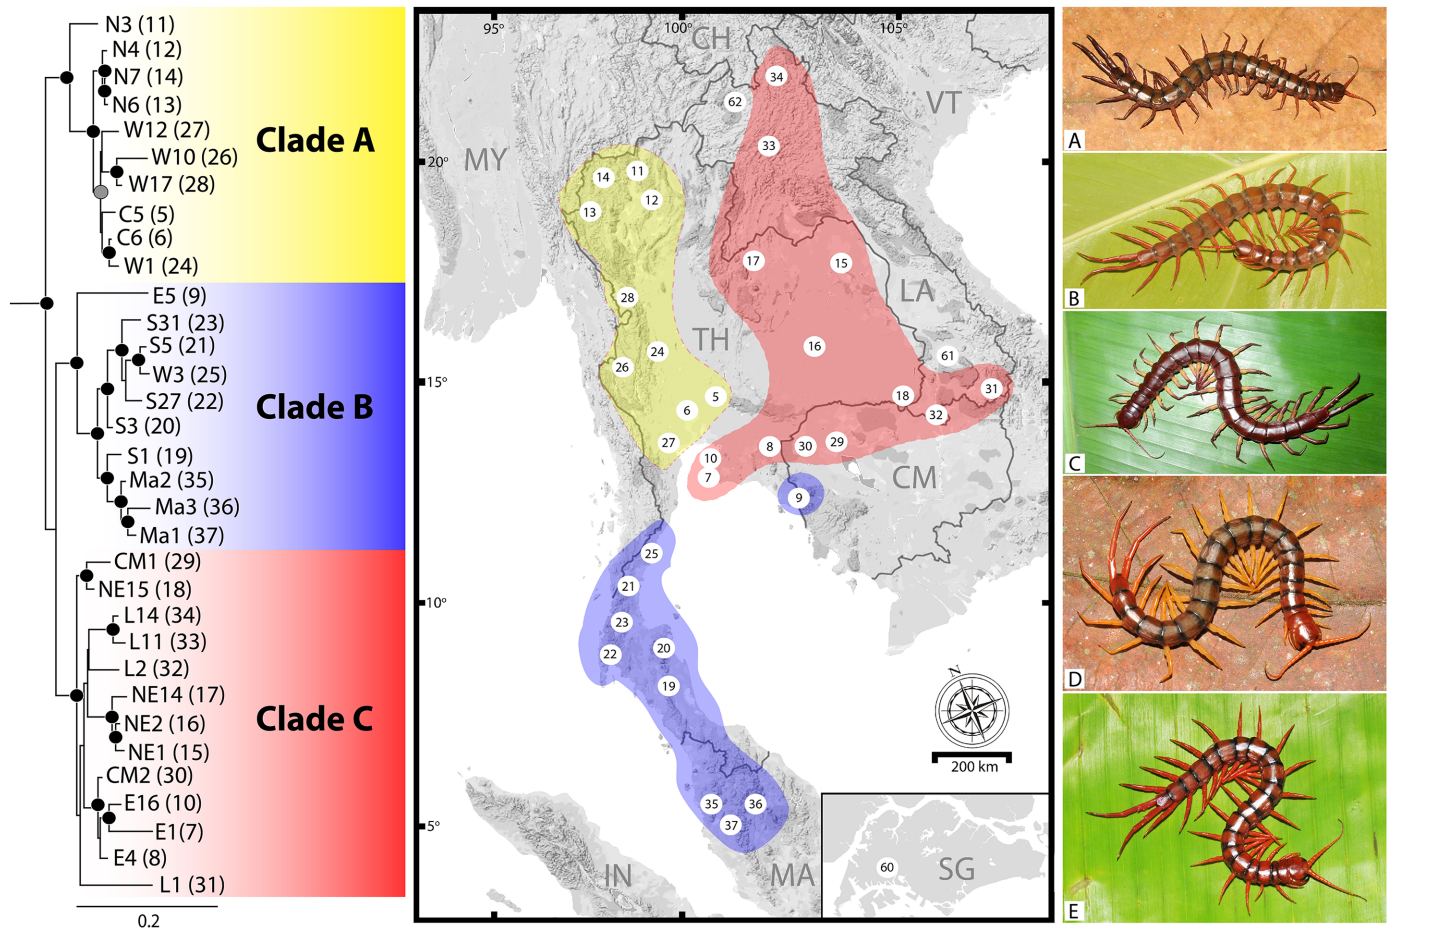 N3 (11)
N4 (12)
N7 (14)
N6 (13)
W12 (27)
W10 (26)
W17 (28)
C5 (5)
C6 (6)
W1 (24)
Clade A
E5 (9)
S31 (23)
S5 (21)
W3 (25)
S27 (22)
S3 (20)
S1 (19)
Ma2 (35)
Ma3 (36)
Ma1 (37)
Clade B
CM1 (29)
NE15 (18)
L14 (34)
L11 (33)
L2 (32)
NE14 (17)
NE2 (16)
NE1 (15)
CM2 (30)
E16 (10)
E1(7)
E4 (8)
L1 (31)
Clade C
0.2
95°
100°
105°
CH
34
62
VT
33
20°
MY
14
11
12
13
17
15
28
LA
TH
24
16
61
26
15°
5
31
6
18
32
27
8
30
29
10
7
CM
9
25
10°
21
23
20
22
19
N
200 km
35
36
37
5°
IN
MA
60
SG
A
B
C
D
E